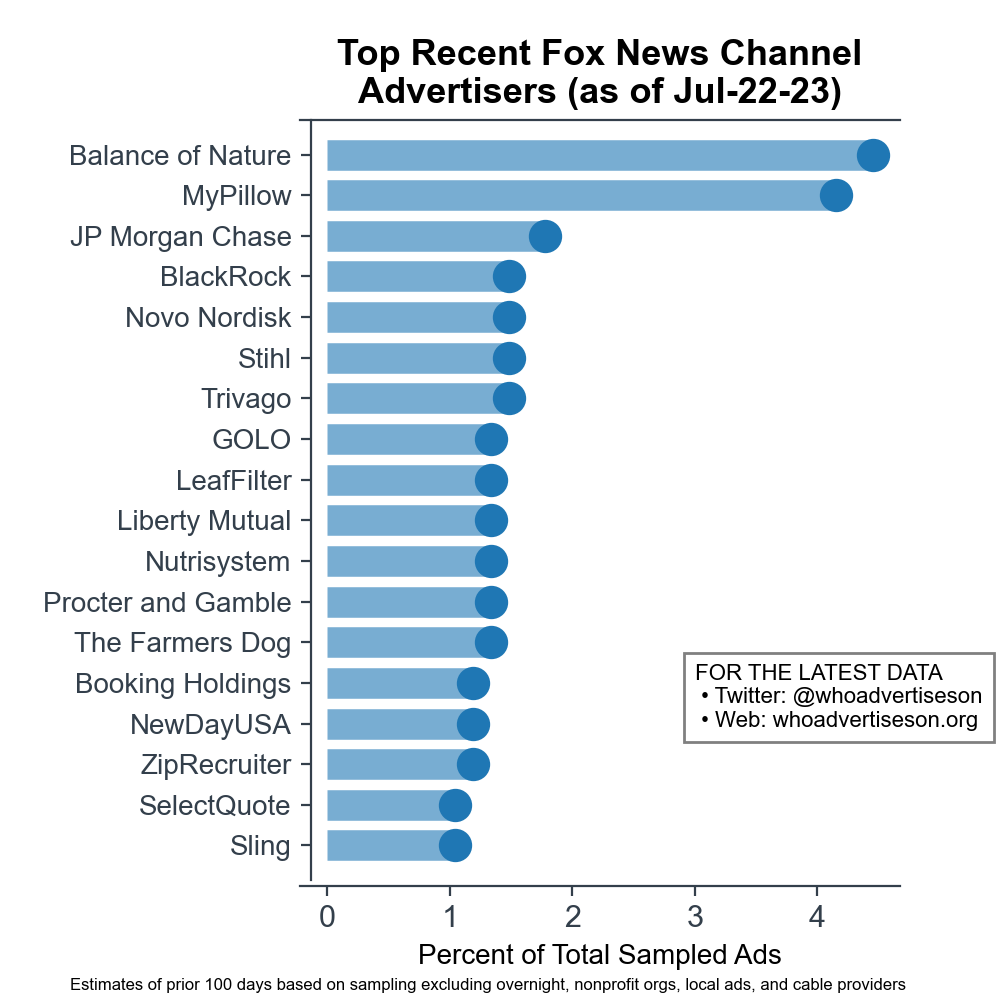 Top Recent Fox News Channel
Advertisers (as of Jul-22-23)
Balance of Nature
MyPillow
JP Morgan Chase
BlackRock
Novo Nordisk
Stihl
Trivago
GOLO
LeafFilter
Liberty Mutual
Nutrisystem
Procter and Gamble
The Farmers Dog
Booking Holdings
NewDayUSA
ZipRecruiter
SelectQuote
Sling
FOR THE LATEST DATA
• Twitter: @whoadvertiseson
• Web: whoadvertiseson.org
0 1 2 3 4
Percent of Total Sampled Ads
Estimates of prior 100 days based on sampling excluding overnight, nonprofit orgs, local ads, and cable providers